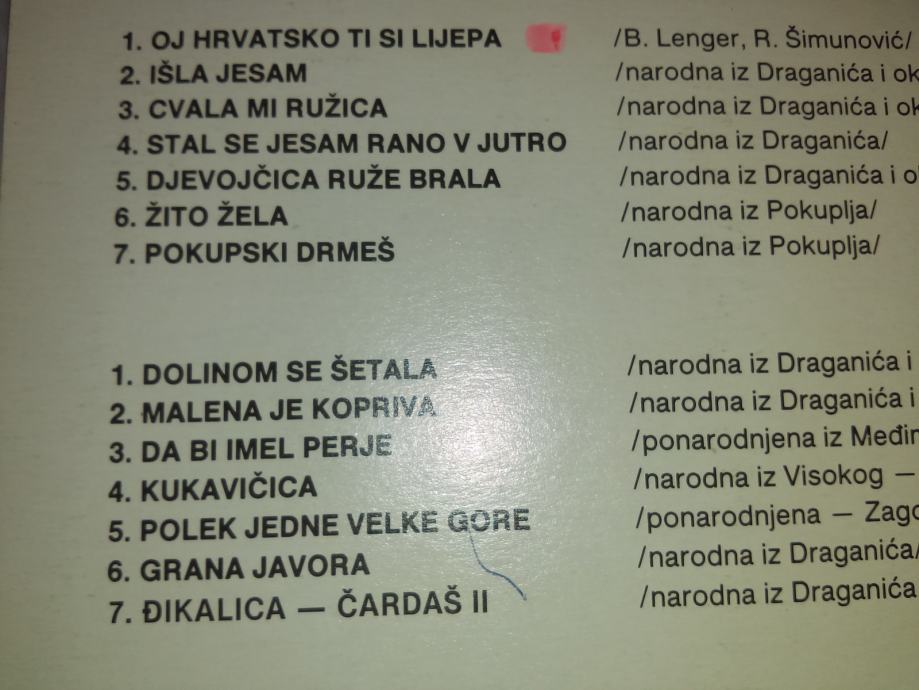 1. OJ HRVATSKO TI SI LIJEPA /B. Lenger, R. Šimunović/
2. IŠLA JESAM /narodna iz Draganića i
3. CVALA MI RUŽICA /narodna iz Draganića i
4. STAL SE JESAM RANO V JUTRO /narodna iz Draganića/
5. DJEVOJČICA RUŽE BRALA /narodna iz Draganića i
6. ŽITO ŽELA /narodna iz Pokuplja/
7. POKUPSKI DRMEŠ /narodna iz Pokuplja/
1. DOLINOM SE ŠETALA /narodna iz Draganića i
2. MALENA JE KOPRIVA /narodna iz Draganića i
3. DA BI IMEL PERJE /ponarodnjena iz
4. KUKAVIČICA /narodna iz Visokog —
5. POLEK JEDNE VELKE GORE /ponarodnjena —
6. GRANA JAVORA /narodna iz Draganića/
7. ĐIKALICA — ČARDAŠ II /narodna iz Draganića